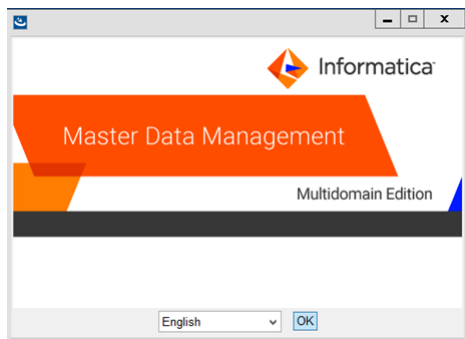 Informatica
Master Data Management
Multidomain Edition
English
OK